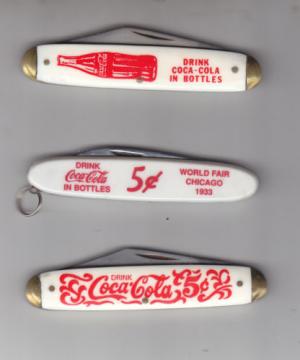 DRINK
COCA-COLA
IN BOTTLES
DRINK
Coca-Cola
IN BOTTLES
5¢
WORLD FAIR
CHICAGO
1933
DRINK
Coca-Cola 5¢